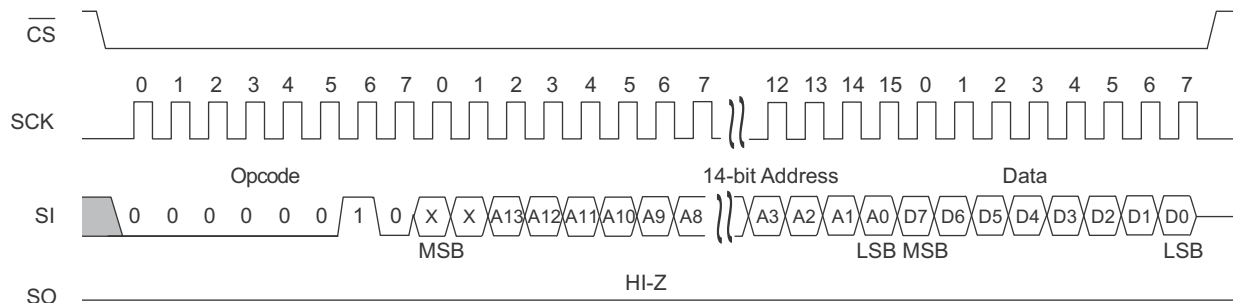 CS
0 1 2 3 4 5 6 7 0 1 2 3 4 5 6 7 12 13 14 15 0 1 2 3 4 5 6 7
SCK
Opcode 14-bit Address Data
SI 0 0 0 0 0 0 1 0 X X A13 A12 A11 A10 A9 A8 A3 A2 A1 A0 D7 D6 D5 D4 D3 D2 D1 D0
MSB LSB MSB LSB
HI-Z
SO